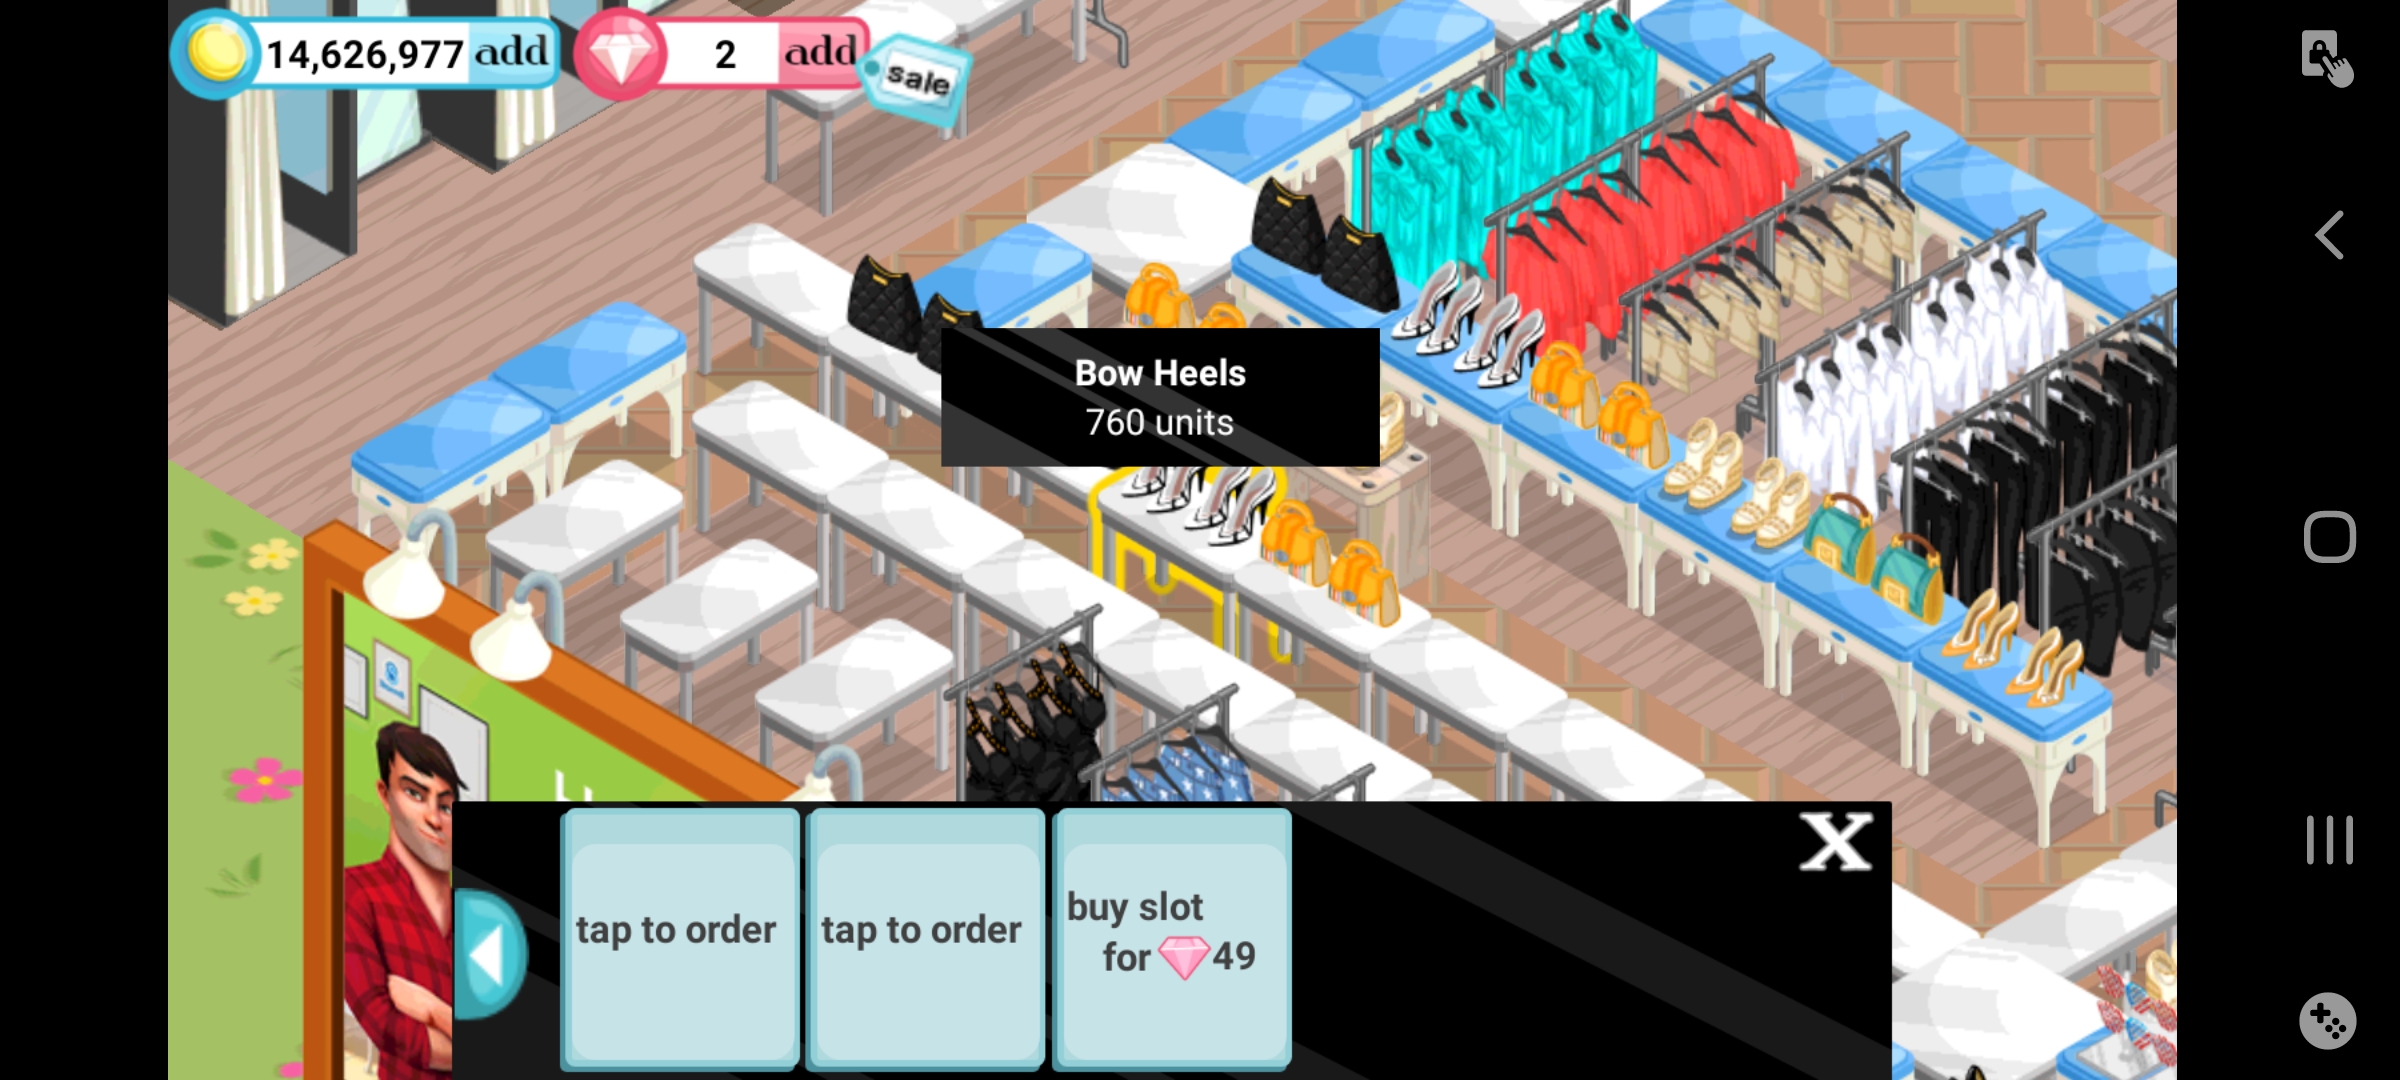 14,626,977 add
2 add
sale
Bow Heels
760 units
tap to order
tap to order
buy slot
for 49
X